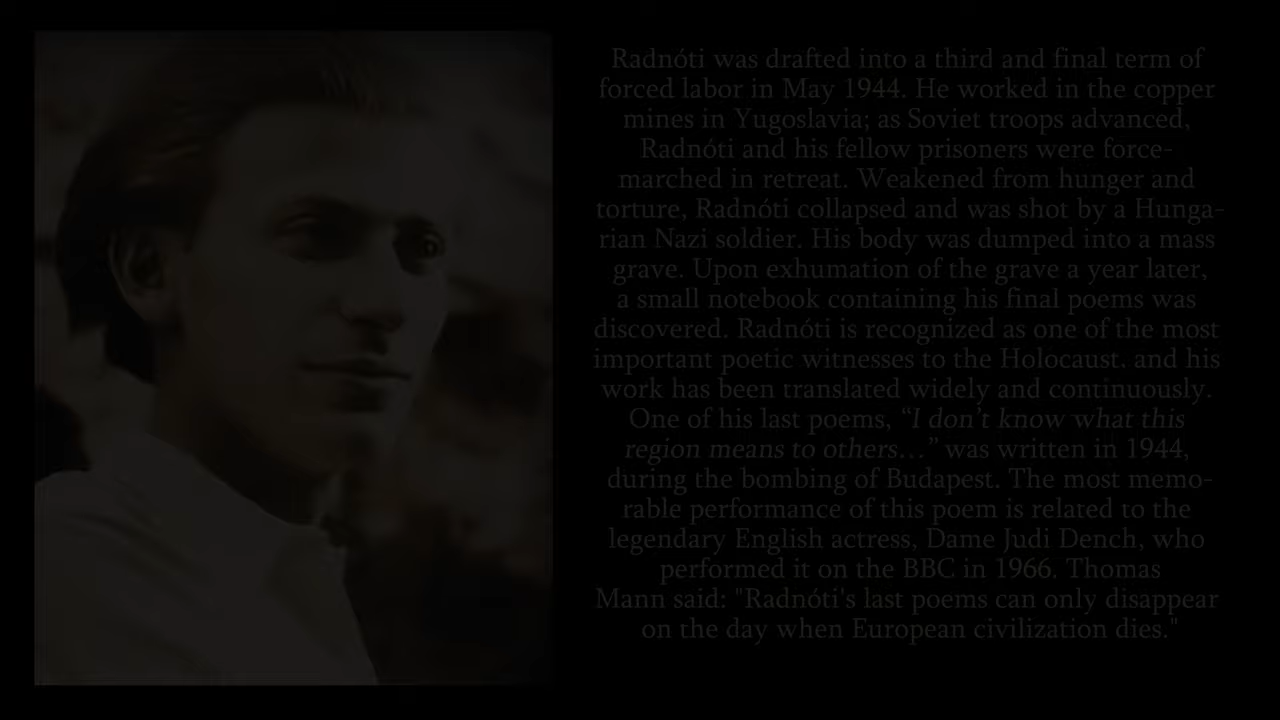 Radnóti was drafted into a third and final term of
forced labor in May 1944. He worked in the copper
mines in Yugoslavia; as Soviet troops advanced,
Radnóti and his fellow prisoners were force-
marched in retreat. Weakened from hunger and
torture, Radnóti collapsed and was shot by a Hunga-
rian Nazi soldier. His body was dumped into a mass
grave. Upon exhumation of the grave a year later,
a small notebook containing his final poems was
discovered. Radnóti is recognized as one of the most
important poetic witnesses to the Holocaust. and his
work has been translated widely and continuously.
One of his last poems, “I don’t know what this
region means to others…” was written in 1944,
during the bombing of Budapest. The most memo-
rable performance of this poem is related to the
legendary English actress, Dame Judi Dench, who
performed it on the BBC in 1966. Thomas
Mann said: "Radnóti's last poems can only disappear
on the day when European civilization dies."